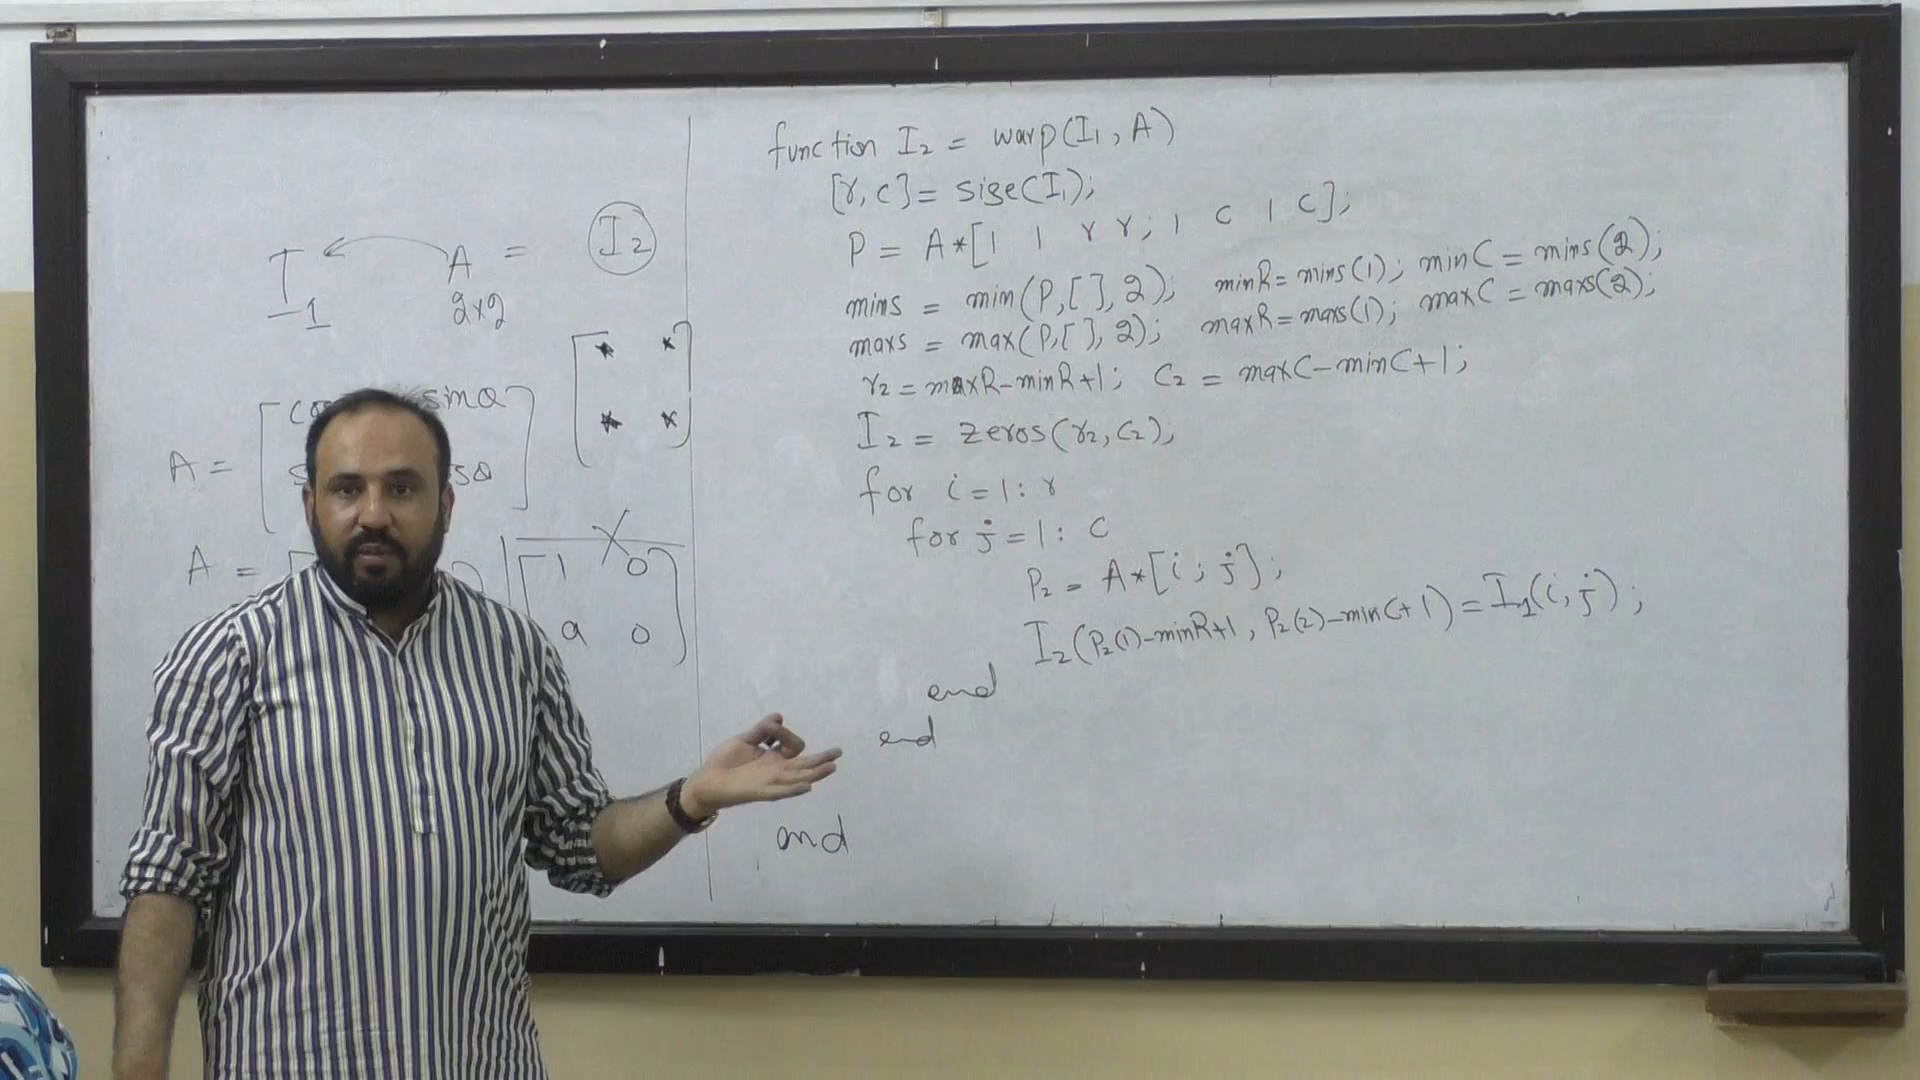 I1 A = I2
2x2
* *
* *
A = sinθ
A =
1 0
a 0
function I2 = warp(I1, A)
[r, c] = size(I1);
P = A*[1 1 r r; 1 c 1 c];
mins = min(P,[], 2); minR = mins(1); minC = mins(2);
maxs = max(P,[], 2); maxR = maxs(1); maxC = maxs(2);
r2 = maxR-minR+1; C2 = maxC-minC+1;
I2 = zeros(r2, c2);
for i = 1: r
for j = 1: c
P2 = A*[i; j];
I2(P2(1)-minR+1, P2(2)-minC+1) = I1(i, j);
end
end
end